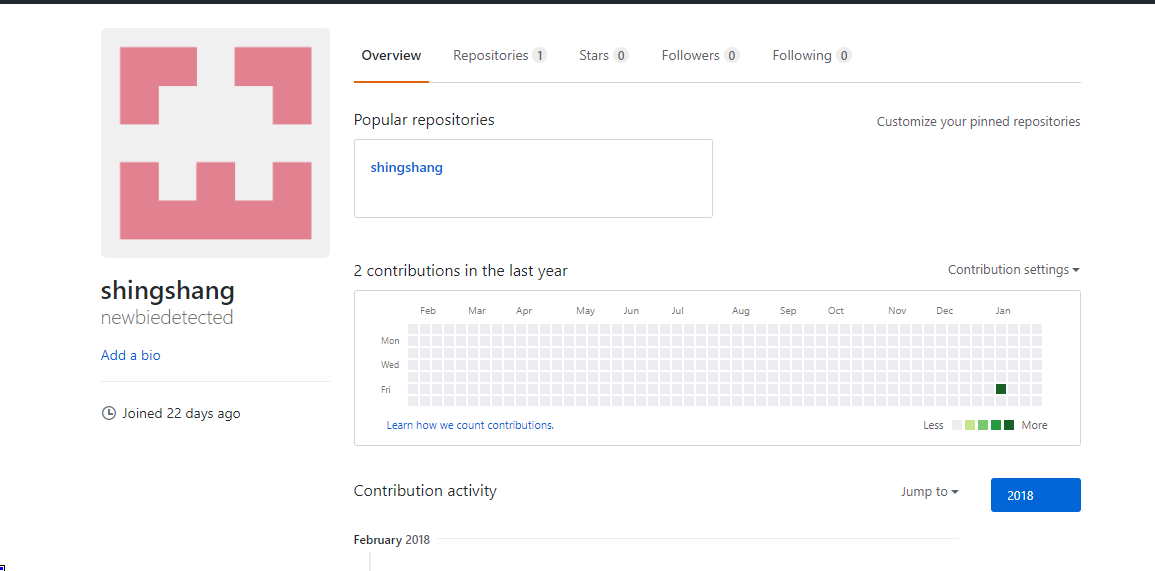 Overview Repositories 1 Stars 0 Followers 0 Following 0
Popular repositories Customize your pinned repositories
shingshang
2 contributions in the last year Contribution settings
Feb Mar Apr May Jun Jul Aug Sep Oct Nov Dec Jan
Mon
Wed
Fri
Learn how we count contributions. Less More
shingshang
newbiedetected
Add a bio
Joined 22 days ago
Contribution activity Jump to 2018
February 2018